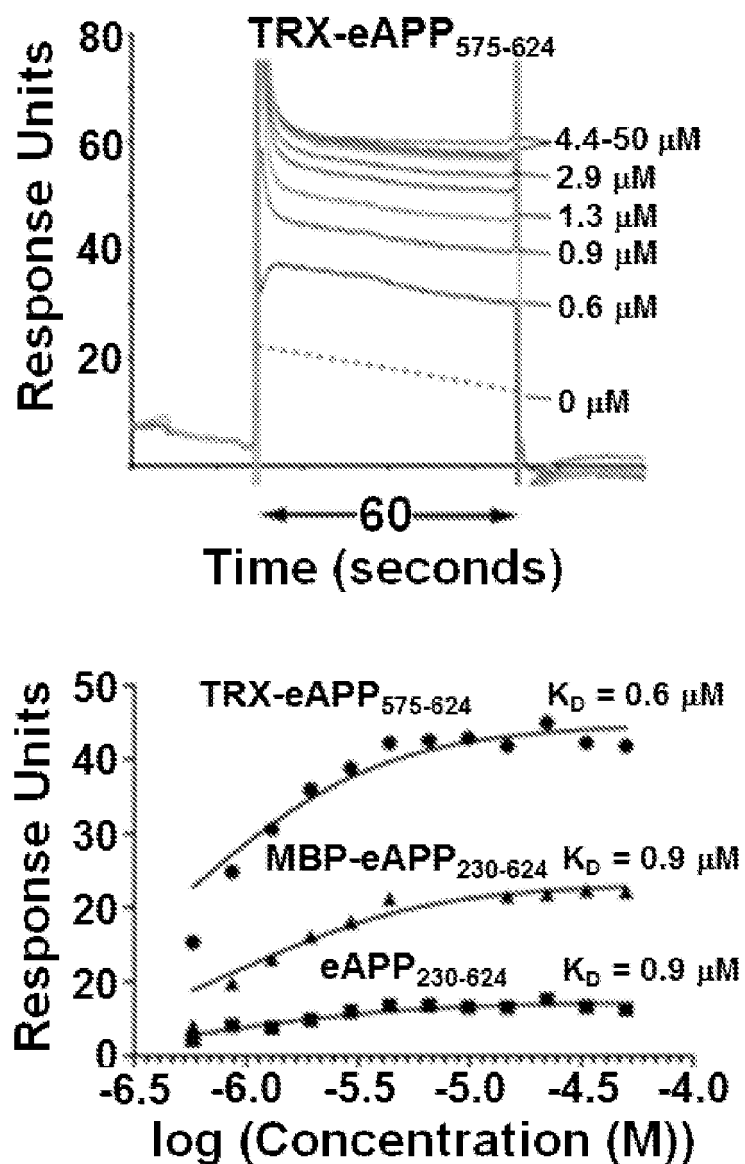 TRX-eAPP575-624
Response Units
80
60
40
20
4.4-50 μM
2.9 μM
1.3 μM
0.9 μM
0.6 μM
0 μM
60
Time (seconds)
Response Units
50
40
30
20
20
0
TRX-eAPP575-624 KD = 0.6 μM
MBP-eAPP230-624 KD = 0.9 μM
eAPP230-624 KD = 0.9 μM
-6.5 -6.0 -5.5 -5.0 -4.5 -4.0
log (Concentration (M))